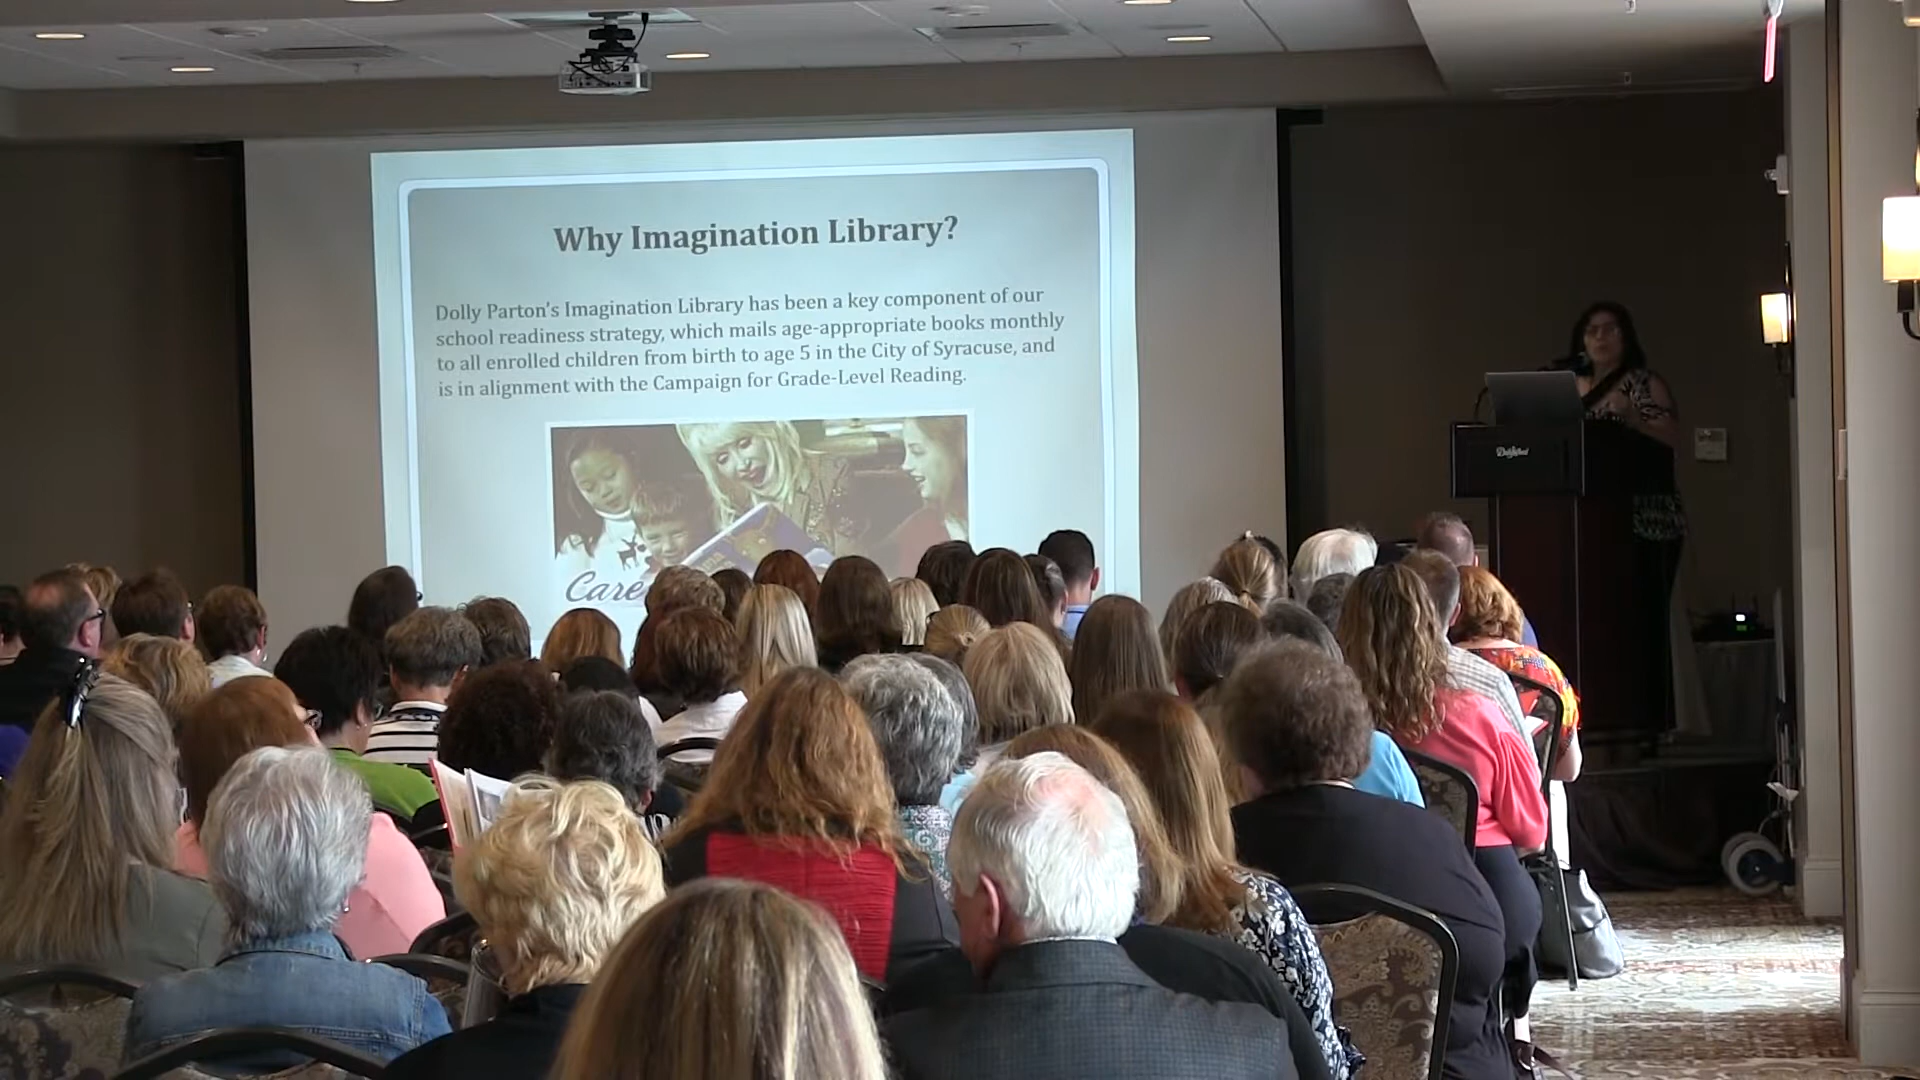 Why Imagination Library?
Dolly Parton's Imagination Library has been a key component of our
school readiness strategy, which mails age-appropriate books monthly
to all enrolled children from birth to age 5 in the City of Syracuse, and
is in alignment with the Campaign for Grade-Level Reading.
Care
DoubleTree